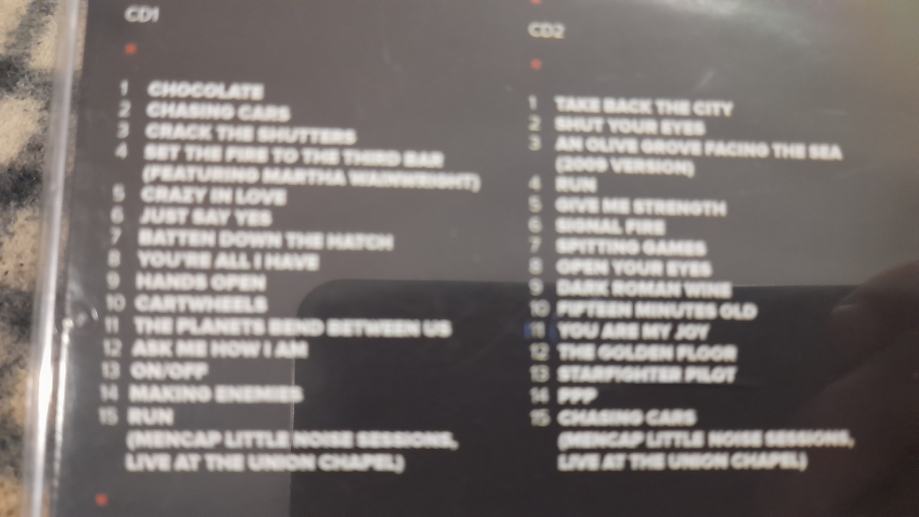 CD1
1 CHOCOLATE
2 CHASING CARS
3 CRACK THE SHUTTERS
4 SET THE FIRE TO THE THIRD BAR
(FEATURING MARTHA WAINWRIGHT)
5 CRAZY IN LOVE
6 JUST SAY YES
7 BATTEN DOWN THE HATCH
8 YOU'RE ALL I HAVE
9 HANDS OPEN
10 CARTWHEELS
11 THE PLANETS BEND BETWEEN US
12 ASK ME HOW I AM
13 ON/OFF
14 MAKING ENEMIES
15 RUN
(MENCAP LITTLE NOISE SESSIONS,
LIVE AT THE UNION CHAPEL)
CD2
1 TAKE BACK THE CITY
2 SHUT YOUR EYES
3 AN OLIVE GROVE FACING THE SEA
(2009 VERSION)
4 RUN
5 GIVE ME STRENGTH
6 SIGNAL FIRE
7 SPITTING GAMES
8 OPEN YOUR EYES
9 DARK ROMAN WINE
10 FIFTEEN MINUTES OLD
11 YOU ARE MY JOY
12 THE GOLDEN FLOOR
13 STARFIGHTER PILOT
14 PPP
15 CHASING CARS
(MENCAP LITTLE NOISE SESSIONS,
LIVE AT THE UNION CHAPEL)